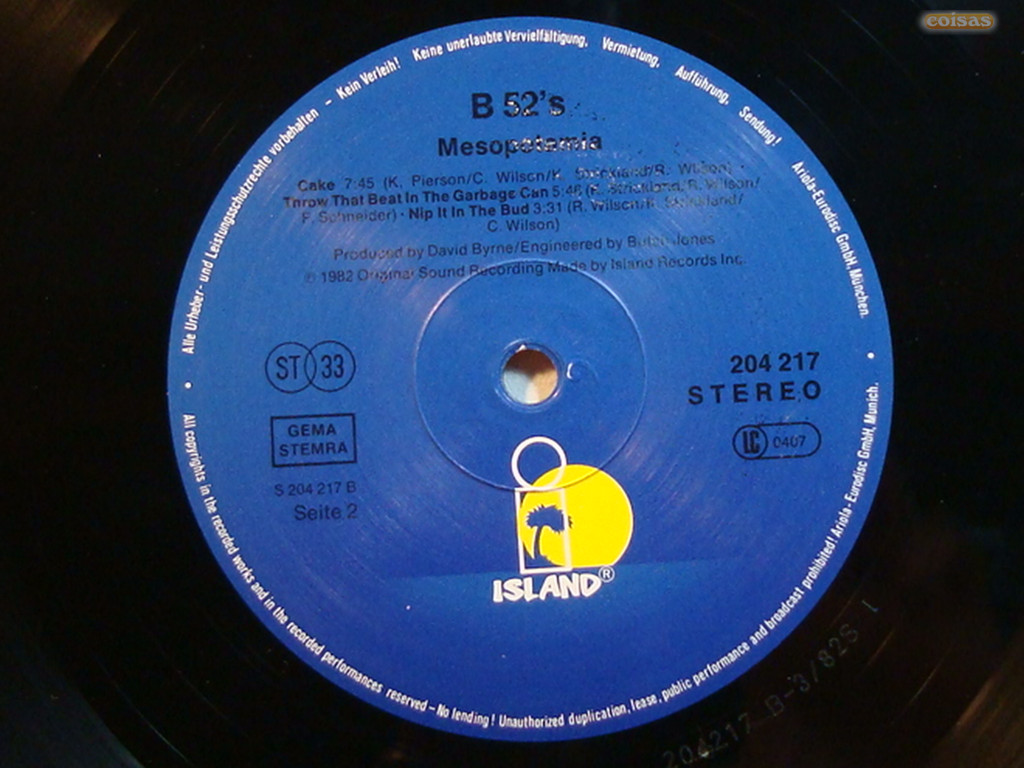 coisas
Alle Urheber- und Leistungsschutzrechte vorbehalten – Kein Verleih! Keine unerlaubte Vervielfältigung, Vermietung, Aufführung, Sendung! Ariola-Eurodisc GmbH, München.
B 52's
Mesopotamia
Cake 7:45 (K. Pierson/C. Wilson/K. Strickland/R. Wilson) ·
Throw That Beat In The Garbage Can 5:46 (K. Strickland/R. Wilson/
F. Schneider) · Nip It In The Bud 3:31 (R. Wilson/K. Strickland/
C. Wilson)
Produced by David Byrne/Engineered by Butch Jones
℗ 1982 Original Sound Recording Made by Island Records Inc.
ST 33
204 217
STEREO
GEMA
STEMRA
LC 0407
S 204 217 B
Seite 2
ISLAND®
All copyrights in the recorded works and in the recorded performances reserved – No lending! Unauthorized duplication, lease, public performance and broadcast prohibited! Ariola-Eurodisc GmbH, Munich.
204217 B-3/82S